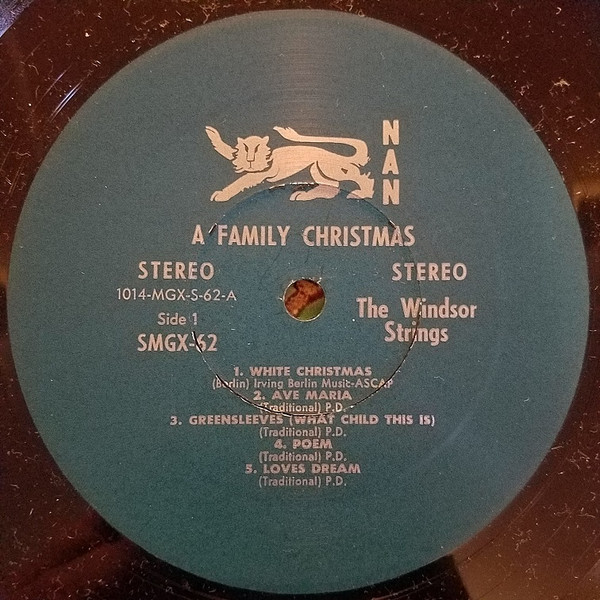 NAN
A FAMILY CHRISTMAS
STEREO
1014-MGX-S-62-A
Side 1
SMGX-62
STEREO
The Windsor
Strings
1. WHITE CHRISTMAS
(Berlin) Irving Berlin Music-ASCAP
2. AVE MARIA
(Traditional) P.D.
3. GREENSLEEVES (WHAT CHILD THIS IS)
(Traditional) P.D.
4. POEM
(Traditional) P.D.
5. LOVES DREAM
(Traditional) P.D.